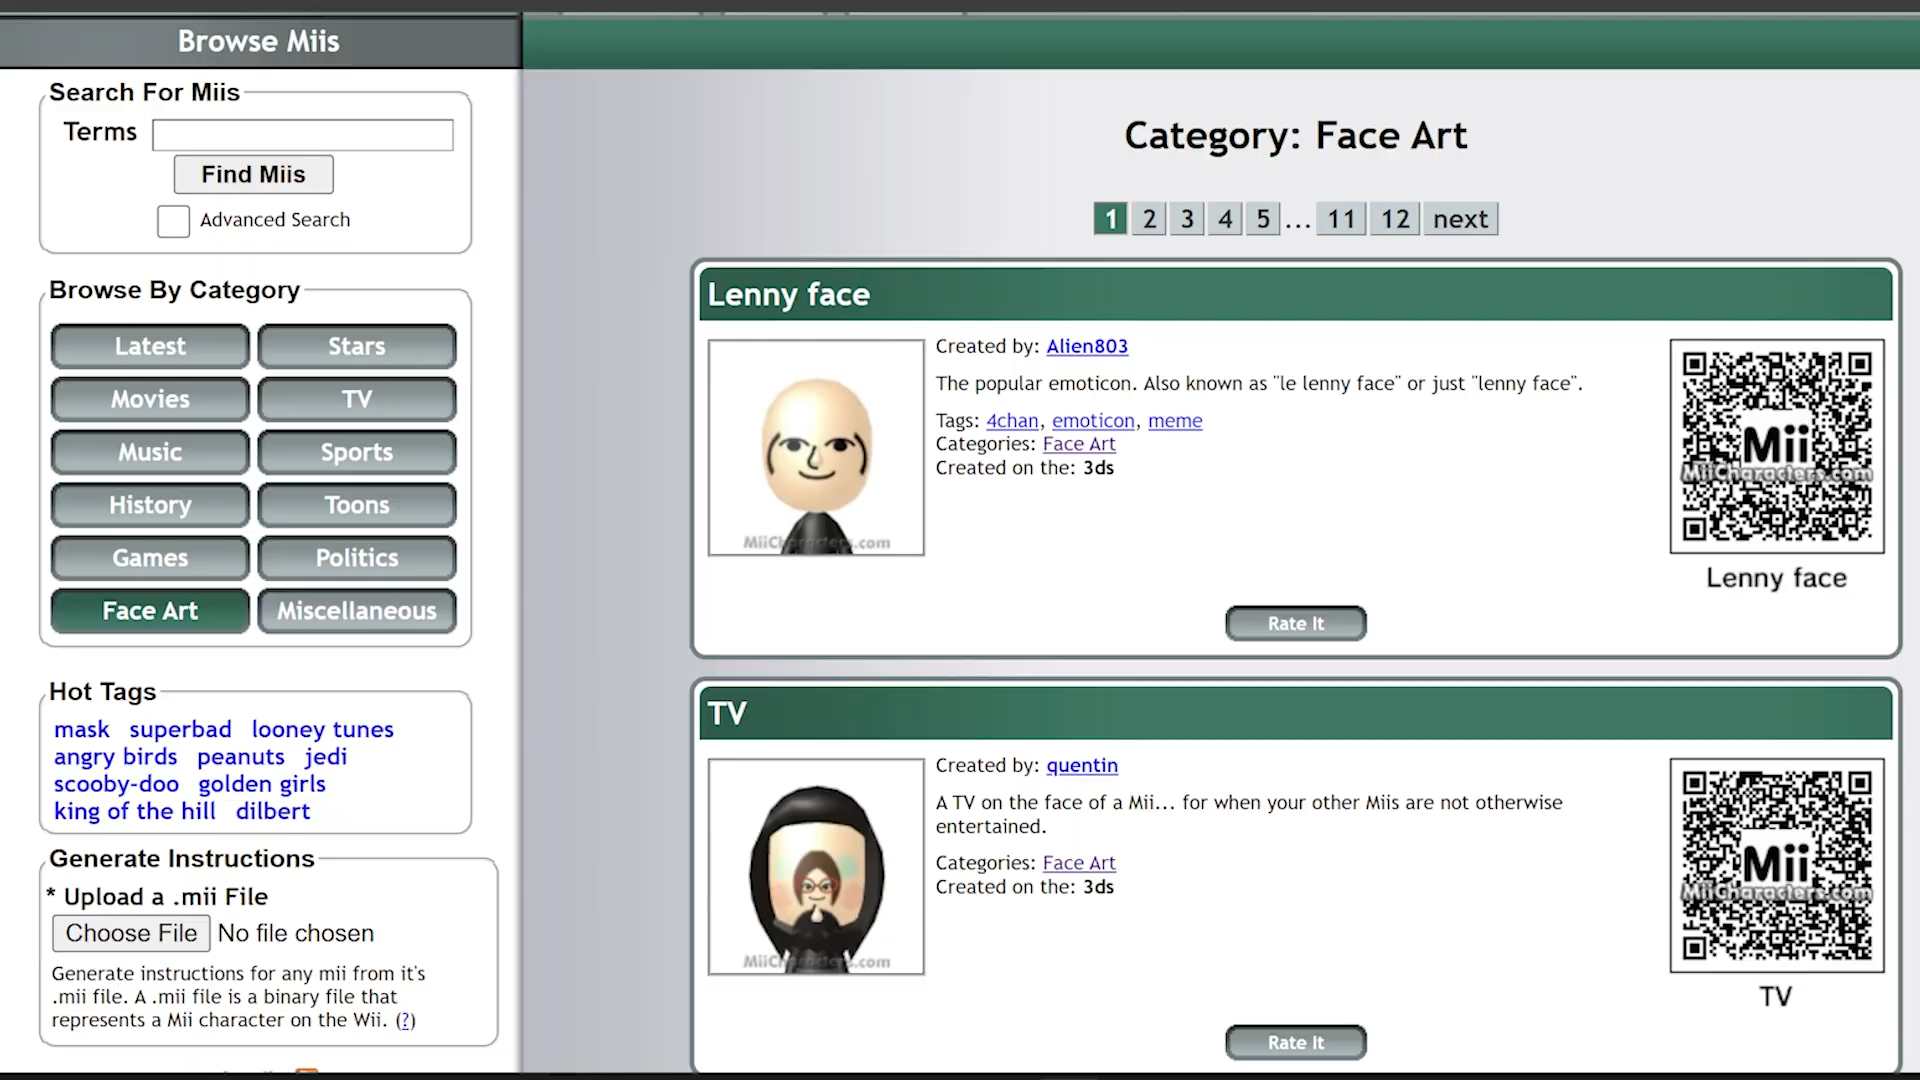 Browse Miis
Search For Miis
Terms
Find Miis
Advanced Search
Browse By Category
Latest
Stars
Movies
TV
Music
Sports
History
Toons
Games
Politics
Face Art
Miscellaneous
Hot Tags
mask superbad looney tunes
angry birds peanuts jedi
scooby-doo golden girls
king of the hill dilbert
Generate Instructions
* Upload a .mii File
Choose File No file chosen
Generate instructions for any mii from it's
.mii file. A .mii file is a binary file that
represents a Mii character on the Wii. (?)
Category: Face Art
1 2 3 4 5 ... 11 12 next
Lenny face
Created by: Alien803
The popular emoticon. Also known as "le lenny face" or just "lenny face".
Tags: 4chan, emoticon, meme
Categories: Face Art
Created on the: 3ds
MiiCharacters.com
Mii
MiiCharacters.com
Lenny face
Rate It
TV
Created by: quentin
A TV on the face of a Mii... for when your other Miis are not otherwise
entertained.
Categories: Face Art
Created on the: 3ds
MiiCharacters.com
Mii
MiiCharacters.com
TV
Rate It